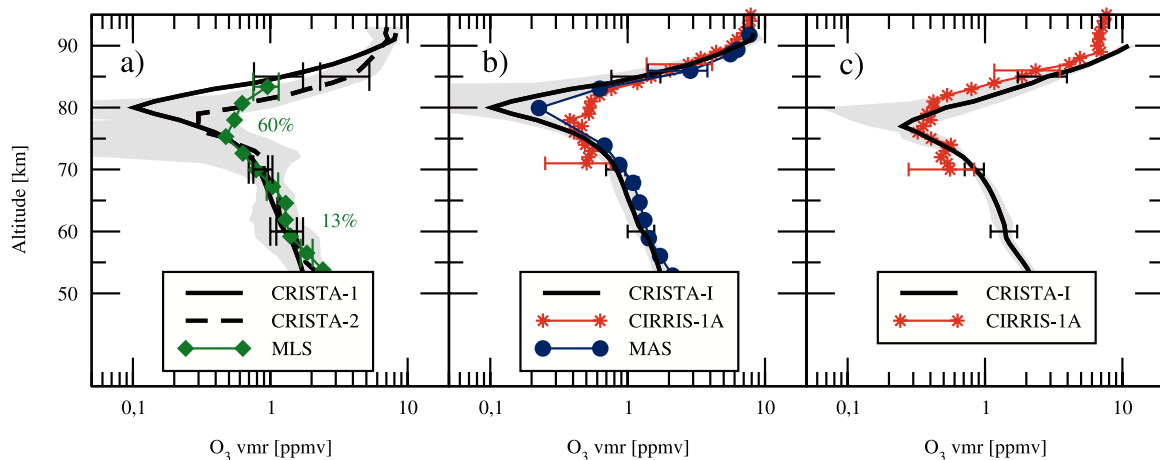 a)
b)
c)
90
80
70
60
50
Altitude [km]
60%
13%
CRISTA-1
CRISTA-2
MLS
CRISTA-I
CIRRIS-1A
MAS
CRISTA-I
CIRRIS-1A
0,1 1 10 0,1 1 10 0,1 1 10
O₃ vmr [ppmv] O₃ vmr [ppmv] O₃ vmr [ppmv]